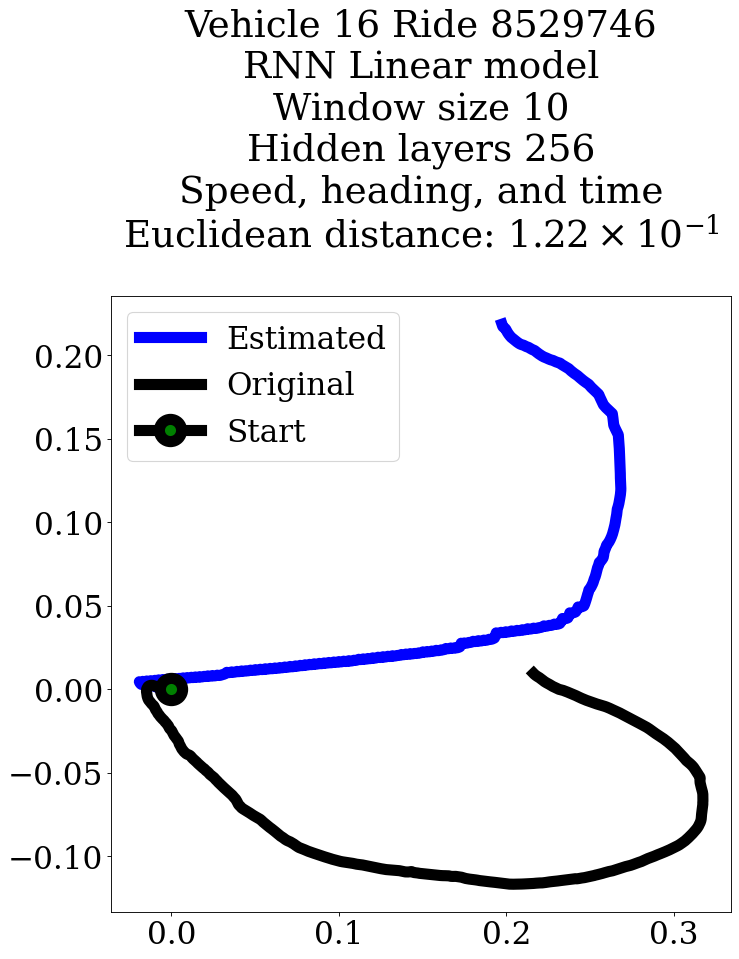 Vehicle 16 Ride 8529746
RNN Linear model
Window size 10
Hidden layers 256
Speed, heading, and time
Euclidean distance: 1.22 × 10⁻¹
Estimated
Original
Start
0.20
0.15
0.10
0.05
0.00
−0.05
−0.10
0.0 0.1 0.2 0.3